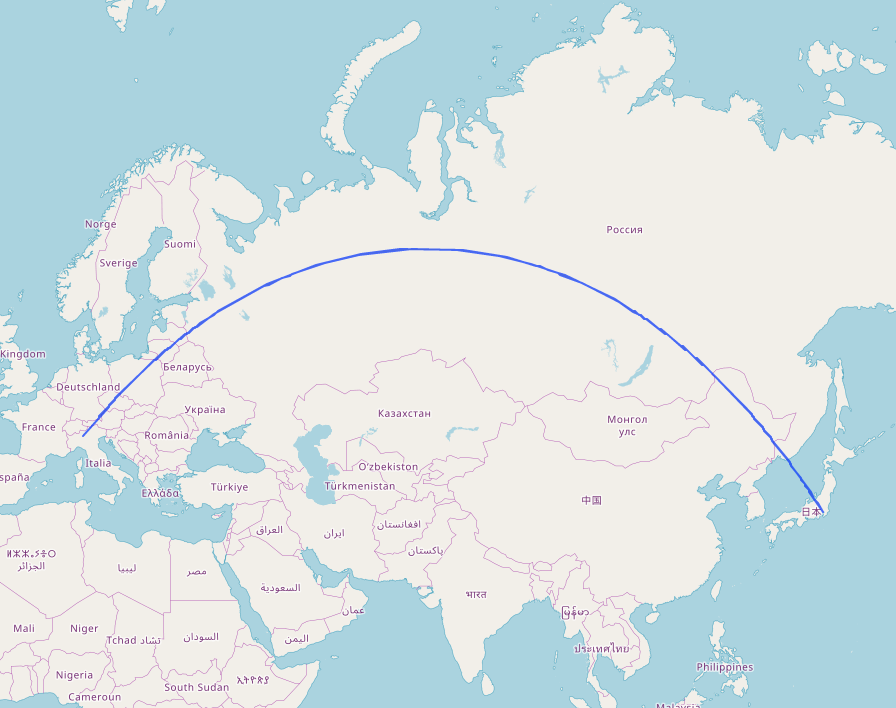 Россия
Norge
Suomi
Sverige
Kingdom
Беларусь
Deutschland
Україна
Казахстан
Монгол
улс
France
România
Italia
O'zbekiston
España
Ελλάδα
Türkiye
Türkmenistan
中国
日本
العراق
ایران
افغانستان
پاکستان
ⵍⵣⵣⴰⵢⴻⵔ
الجزائر
ليبيا
مصر
السعودية
عمان
भारत
မြန်မာ
Mali
Niger
Tchad تشاد
السودان
اليمن
ประเทศไทย
Philippines
Nigeria
South Sudan
ኢትዮጵያ
Cameroun
Malaysia